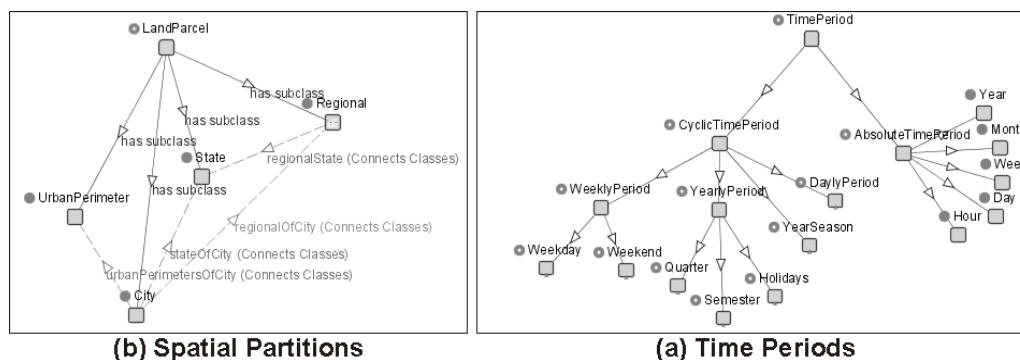 LandParcel
has subclass
Regional
has subclass
has subclass
State
regionalState (Connects Classes)
has subclass
UrbanPerimeter
regionalOfCity (Connects Classes)
stateOfCity (Connects Classes)
urbanPerimetersOfCity (Connects Classes)
City
(b) Spatial Partitions
TimePeriod
Year
CyclicTimePeriod
AbsoluteTimePeriod
Mont
Wee
WeeklyPeriod
YearlyPeriod
DaylyPeriod
Day
Hour
YearSeason
Weekday
Weekend
Quarter
Holidays
Semester
(a) Time Periods